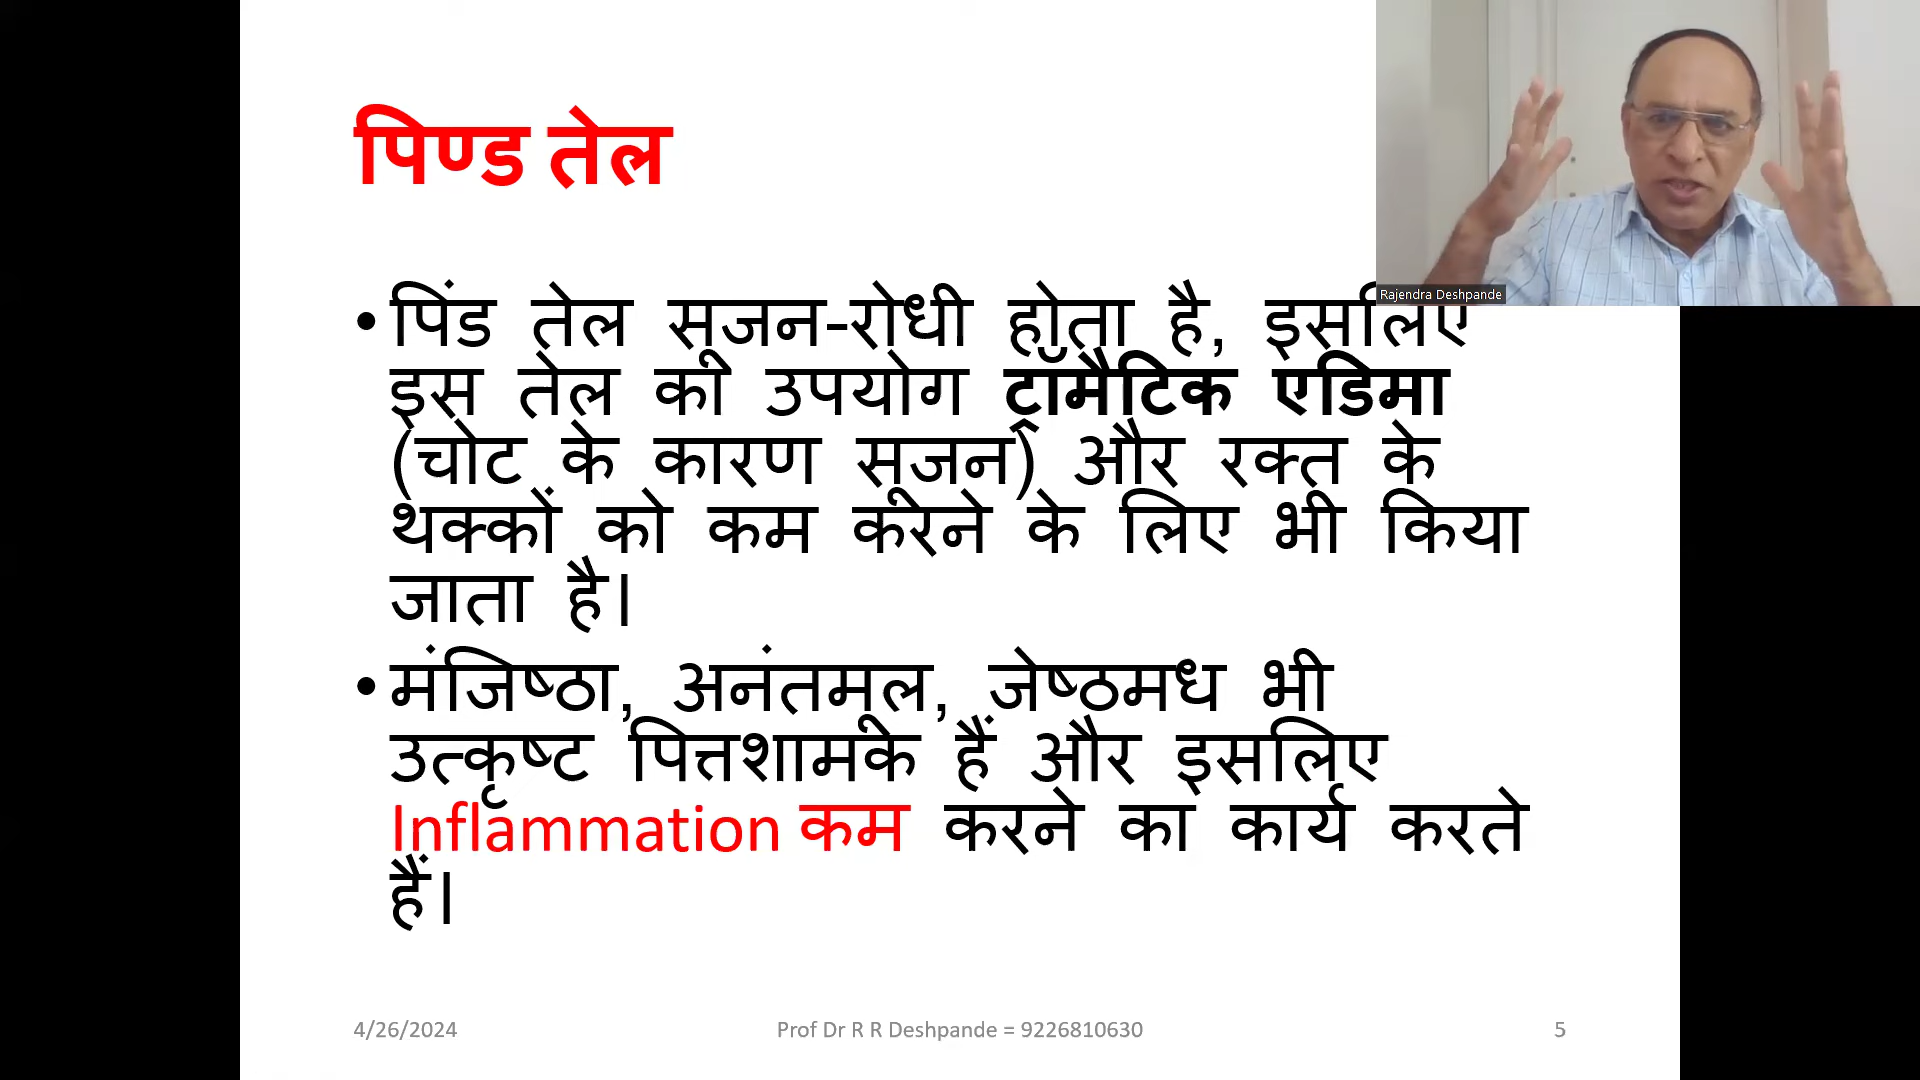 पिण्ड तेल
Rajendra Deshpande
• पिंड तेल सूजन-रोधी होता है, इसलिए
इस तेल का उपयोग ट्रॉमैटिक एडिमा
(चोट के कारण सूजन) और रक्त के
थक्कों को कम करने के लिए भी किया
जाता है।
• मंजिष्ठा, अनंतमूल, जेष्ठमध भी
उत्कृष्ट पित्तशामक हैं और इसलिए
Inflammation कम करने का कार्य करते
हैं।
4/26/2024 Prof Dr R R Deshpande = 9226810630 5